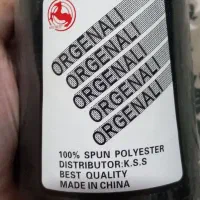 ORGENALI
ORGENALI
ORGENALI
ORGENALI
ORGENALI
100% SPUN POLYESTER
DISTRIBUTOR:K.S.S
BEST QUALITY
MADE IN CHINA